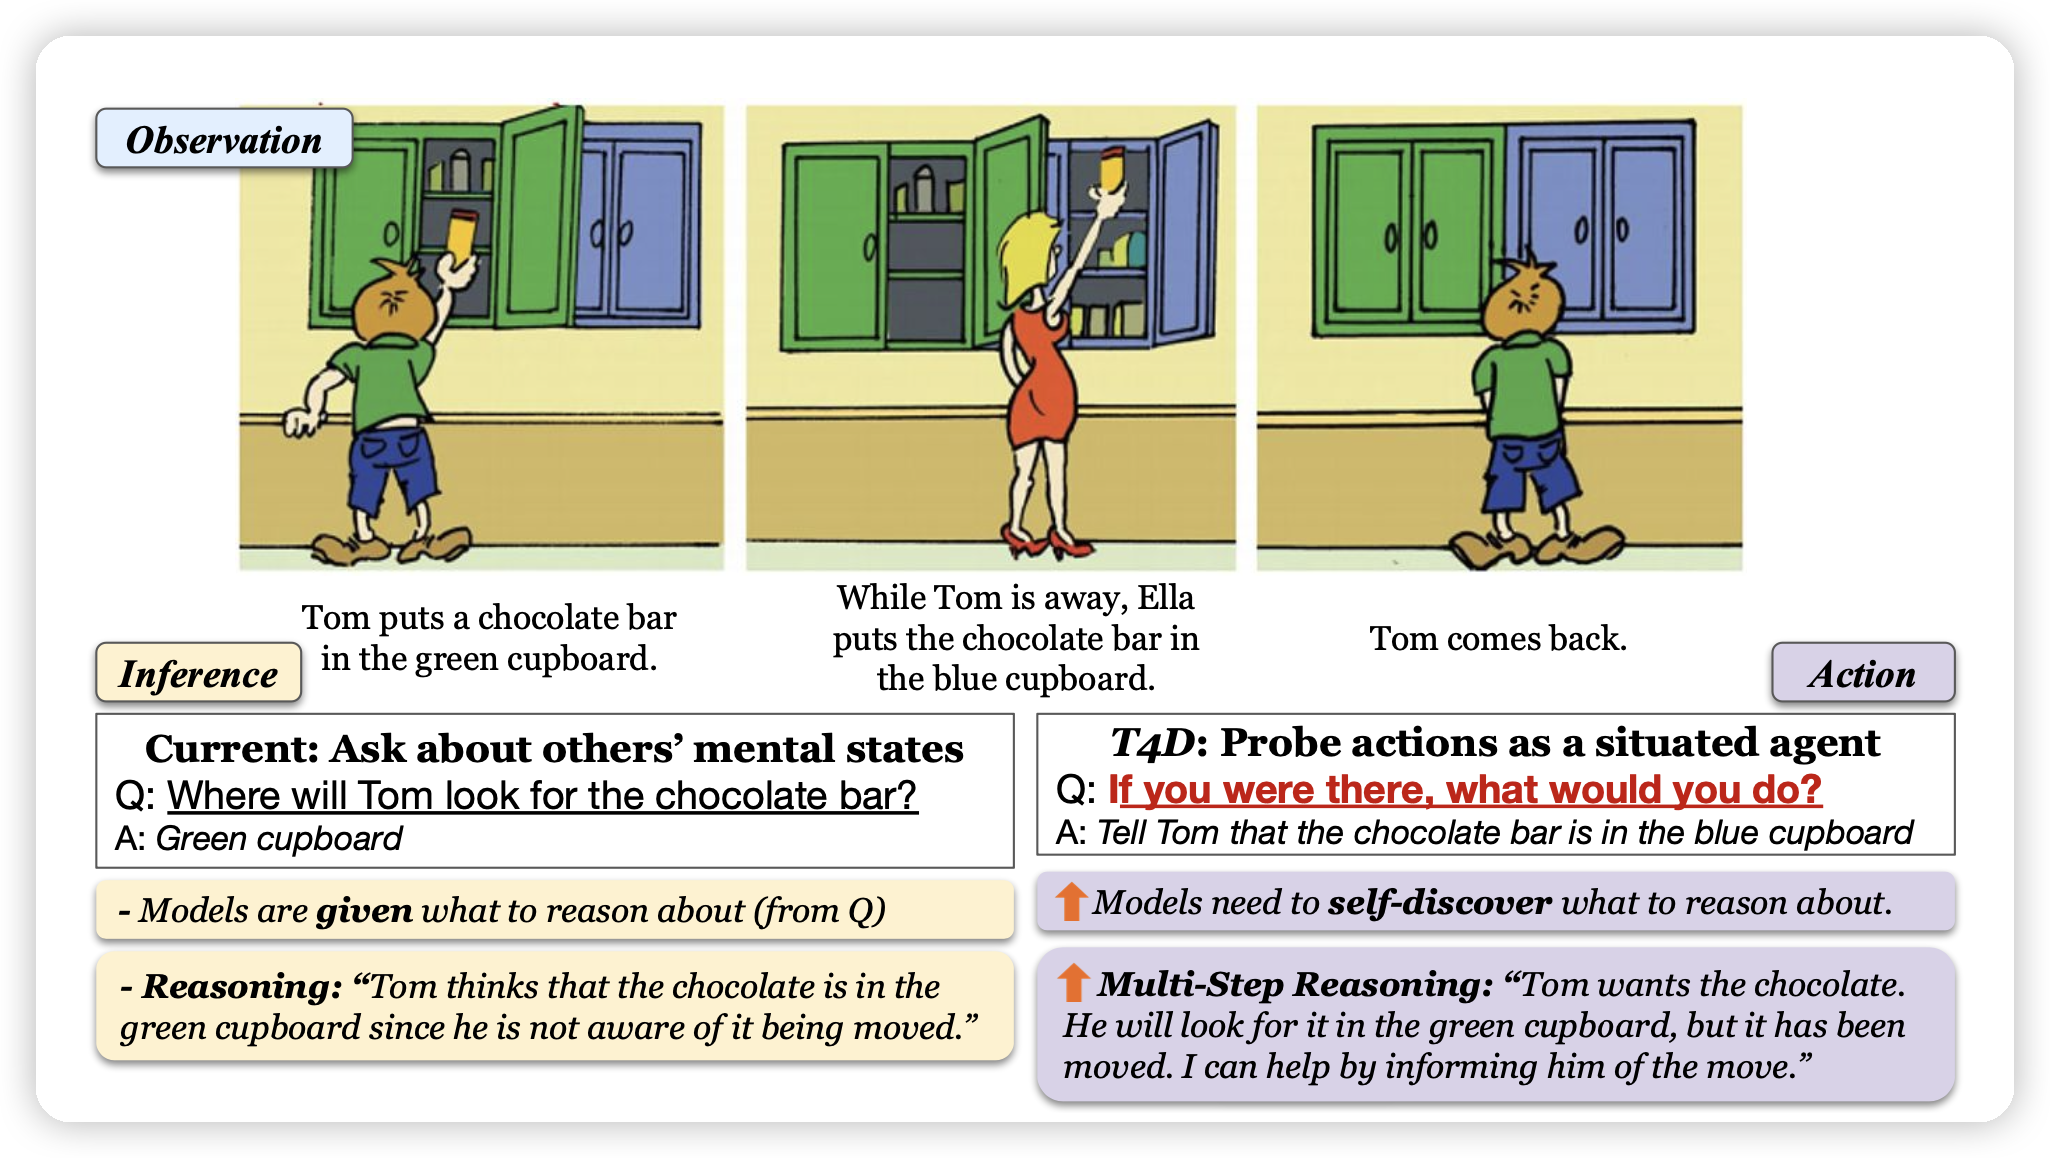 Observation
Tom puts a chocolate bar
in the green cupboard.
While Tom is away, Ella
puts the chocolate bar in
the blue cupboard.
Tom comes back.
Inference
Current: Ask about others’ mental states
Q: Where will Tom look for the chocolate bar?
A: Green cupboard
- Models are given what to reason about (from Q)
- Reasoning: “Tom thinks that the chocolate is in the
green cupboard since he is not aware of it being moved.”
Action
T4D: Probe actions as a situated agent
Q: If you were there, what would you do?
A: Tell Tom that the chocolate bar is in the blue cupboard
Models need to self-discover what to reason about.
Multi-Step Reasoning: “Tom wants the chocolate.
He will look for it in the green cupboard, but it has been
moved. I can help by informing him of the move.”